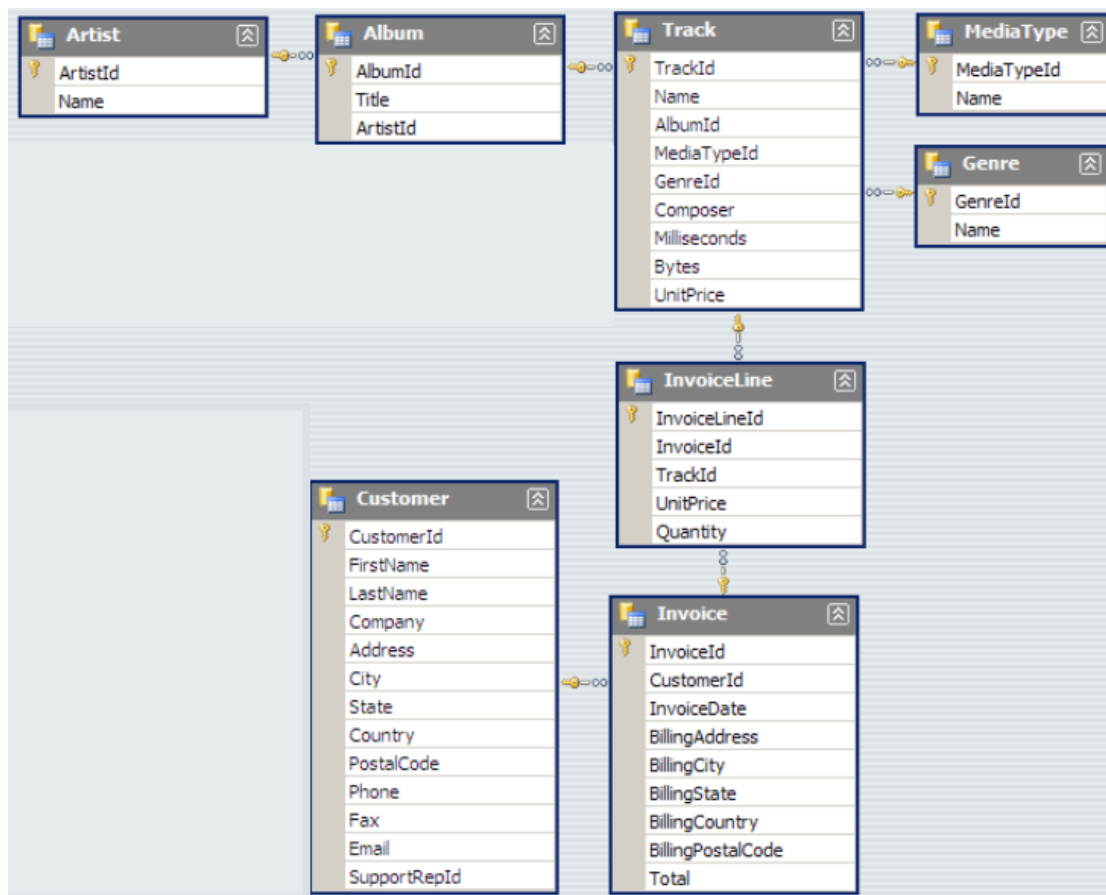 Artist
ArtistId
Name
Album
AlbumId
Title
ArtistId
Track
TrackId
Name
AlbumId
MediaTypeId
GenreId
Composer
Milliseconds
Bytes
UnitPrice
MediaType
MediaTypeId
Name
Genre
GenreId
Name
InvoiceLine
InvoiceLineId
InvoiceId
TrackId
UnitPrice
Quantity
Customer
CustomerId
FirstName
LastName
Company
Address
City
State
Country
PostalCode
Phone
Fax
Email
SupportRepId
Invoice
InvoiceId
CustomerId
InvoiceDate
BillingAddress
BillingCity
BillingState
BillingCountry
BillingPostalCode
Total